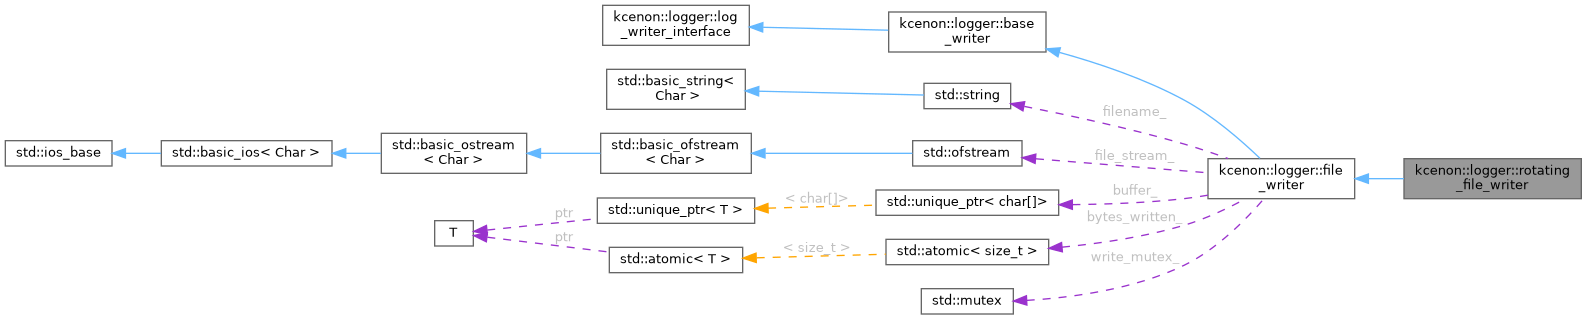 kcenon::logger::log
_writer_interface
kcenon::logger::base
_writer
std::basic_string<
Char >
std::string
filename_
std::ios_base
std::basic_ios< Char >
std::basic_ostream
< Char >
std::basic_ofstream
< Char >
std::ofstream
file_stream_
kcenon::logger::file
_writer
kcenon::logger::rotating
_file_writer
T
ptr
ptr
std::unique_ptr< T >
< char[]>
std::unique_ptr< char[]>
buffer_
std::atomic< T >
< size_t >
std::atomic< size_t >
bytes_written_
write_mutex_
std::mutex